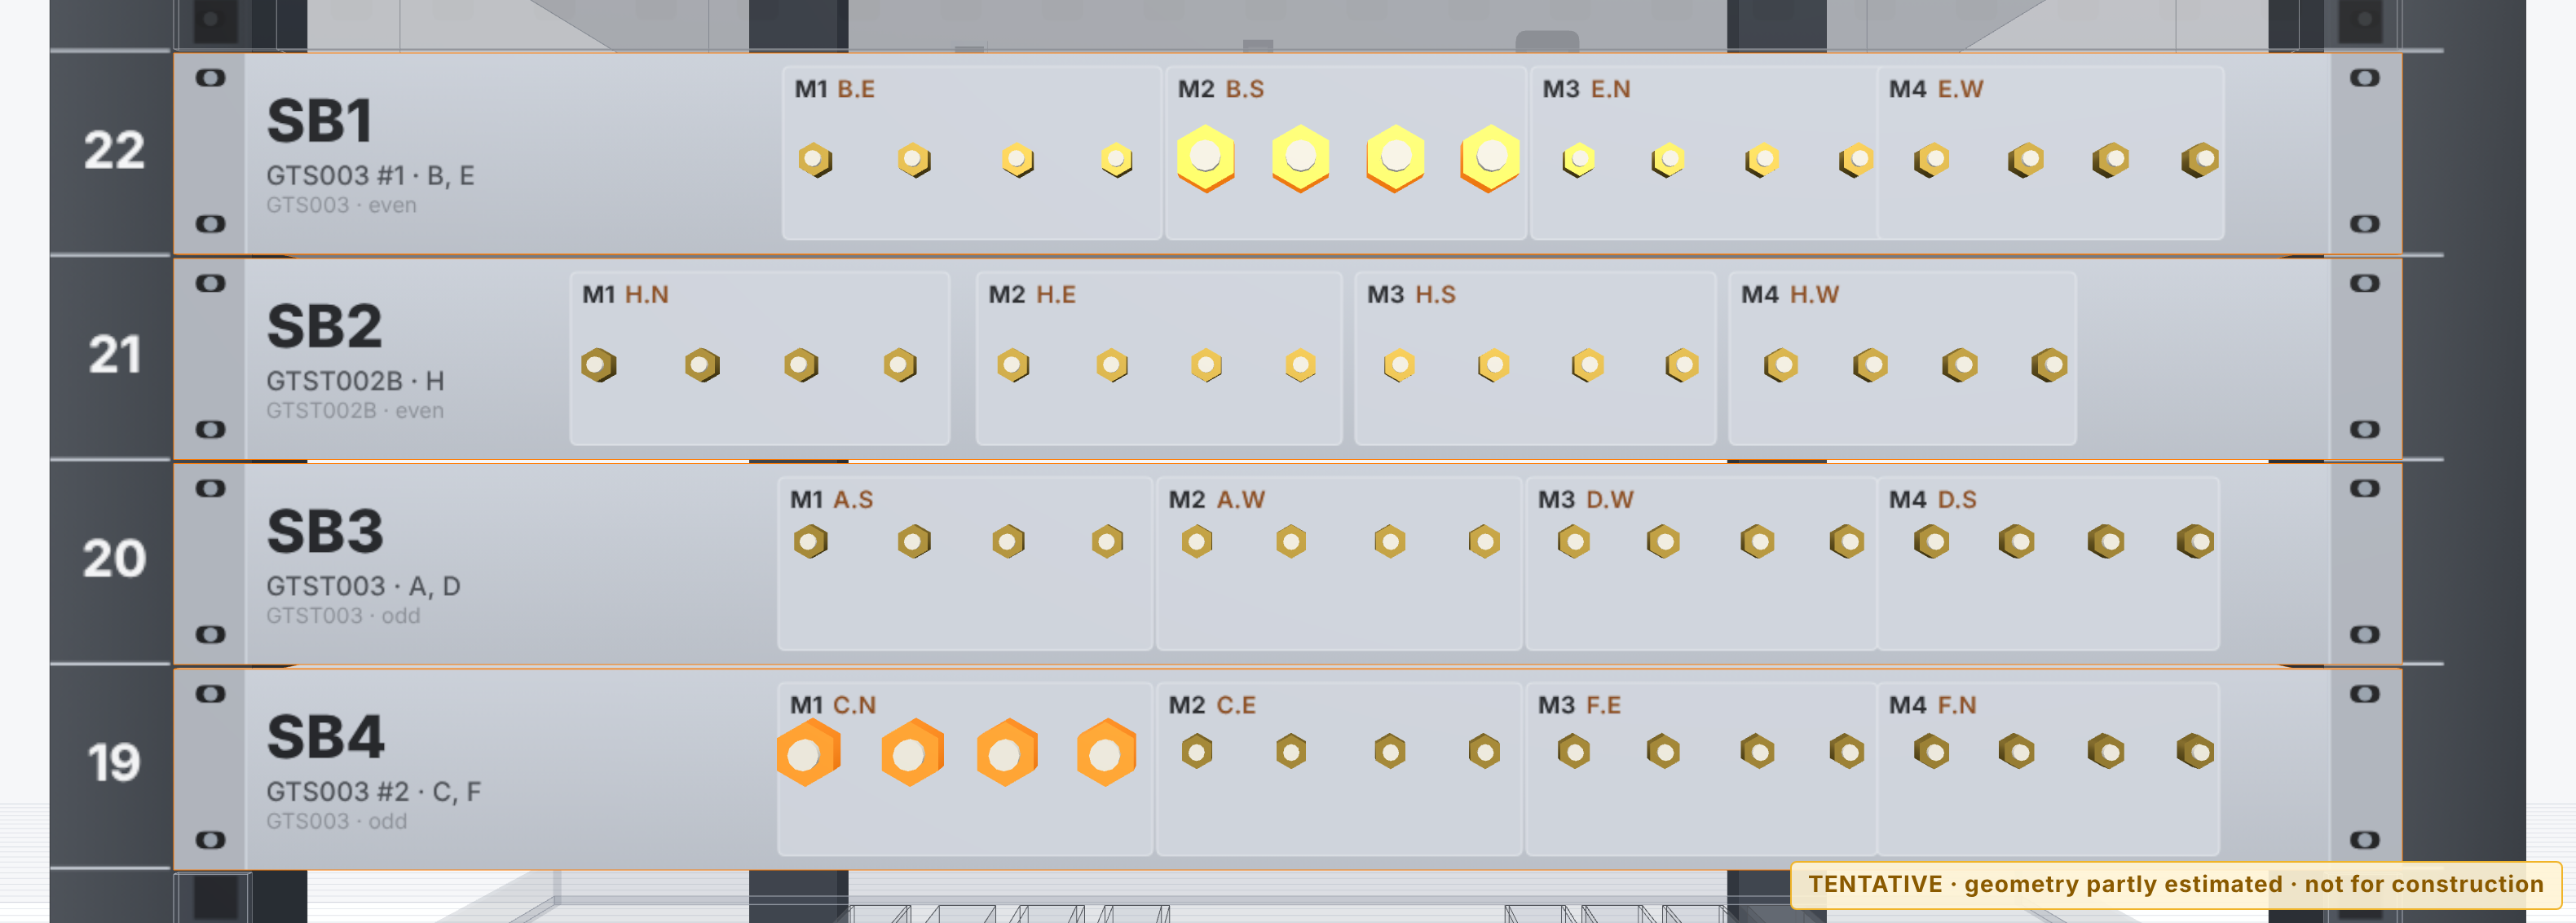 22
SB1
GTS003 #1 · B, E
GTS003 · even
M1 B.E
M2 B.S
M3 E.N
M4 E.W
21
SB2
GTST002B · H
GTST002B · even
M1 H.N
M2 H.E
M3 H.S
M4 H.W
20
SB3
GTST003 · A, D
GTST003 · odd
M1 A.S
M2 A.W
M3 D.W
M4 D.S
19
SB4
GTS003 #2 · C, F
GTS003 · odd
M1 C.N
M2 C.E
M3 F.E
M4 F.N
TENTATIVE · geometry partly estimated · not for construction